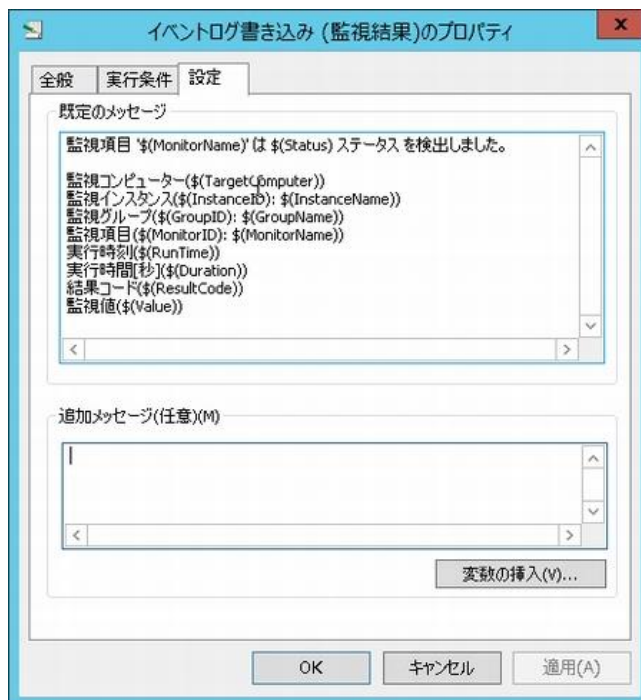 イベントログ書き込み (監視結果)のプロパティ
x
全般 実行条件 設定
既定のメッセージ
監視項目 '$(MonitorName)' は $(Status) ステータス を検出しました。
監視コンピューター($(TargetComputer))
監視インスタンス($(InstanceID): $(InstanceName))
監視グループ($(GroupID): $(GroupName))
監視項目($(MonitorID): $(MonitorName))
実行時刻($(RunTime))
実行時間[秒]($(Duration))
結果コード($(ResultCode))
監視値($(Value))
追加メッセージ(任意)(M)
変数の挿入(V)...
OK キャンセル 適用(A)